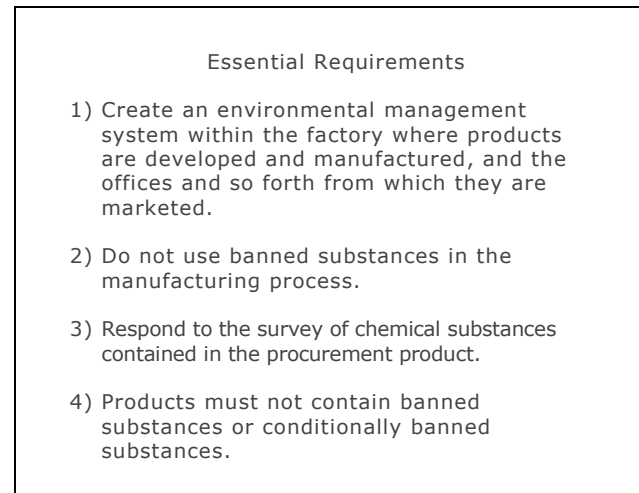 Essential Requirements
1) Create an environmental management
system within the factory where products
are developed and manufactured, and the
offices and so forth from which they are
marketed.
2) Do not use banned substances in the
manufacturing process.
3) Respond to the survey of chemical substances
contained in the procurement product.
4) Products must not contain banned
substances or conditionally banned
substances.